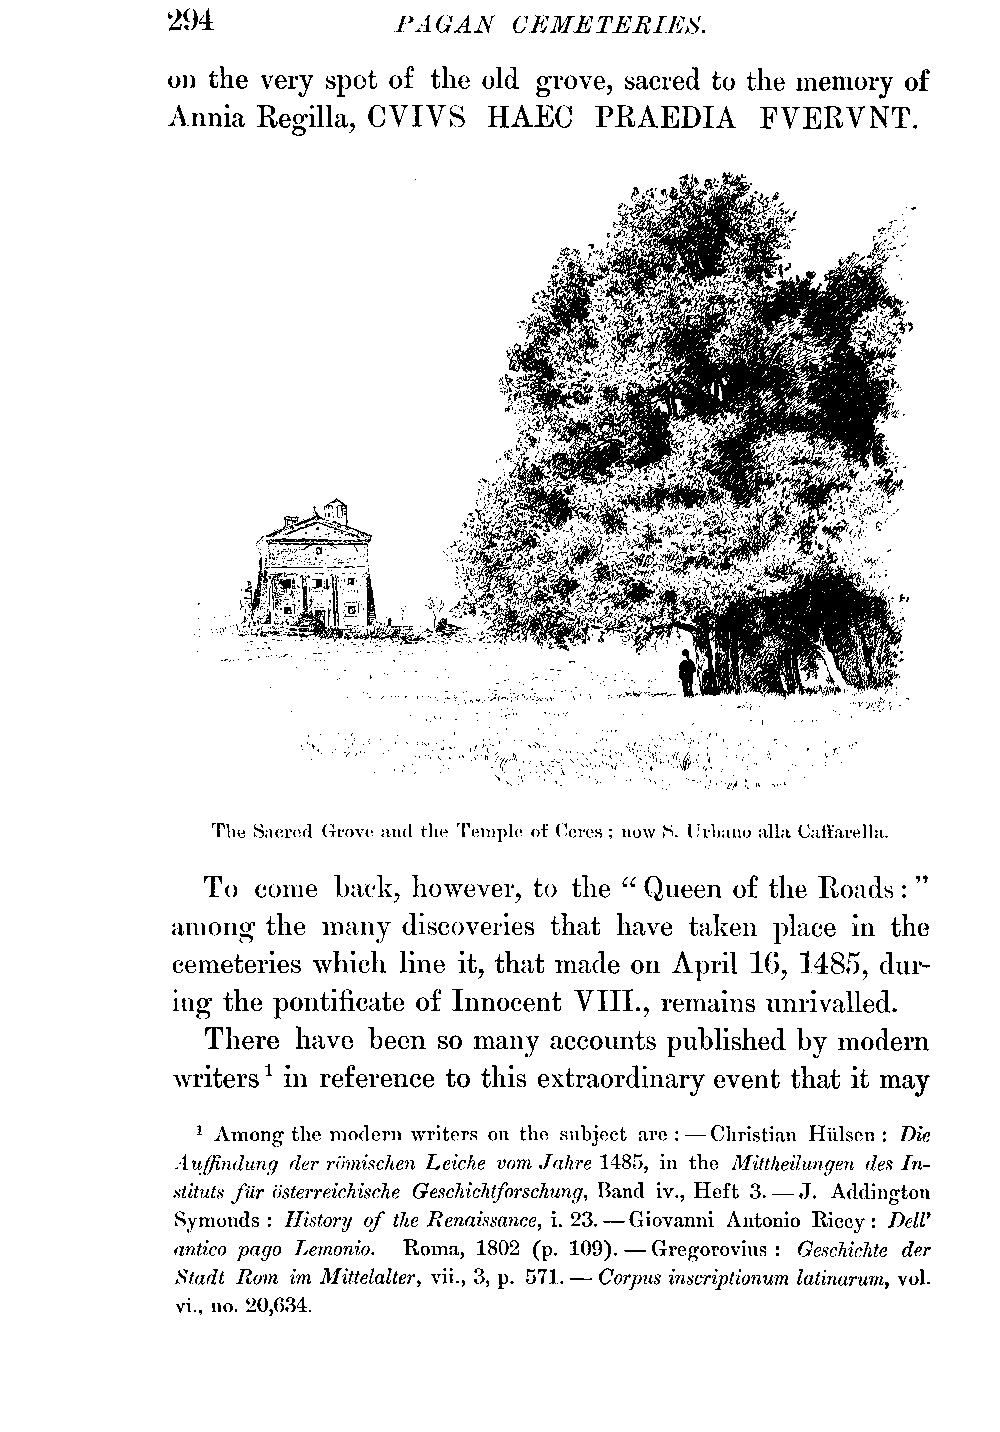 294 PAGAN CEMETERIES.
on the very spot of the old grove, sacred to the memory of
Annia Regilla, CVIVS HAEC PRAEDIA FVERVNT.
The Sacred Grove and the Temple of Ceres; now S. Urbano alla Caffarella.
To come back, however, to the “Queen of the Roads:”
among the many discoveries that have taken place in the
cemeteries which line it, that made on April 16, 1485, dur-
ing the pontificate of Innocent VIII., remains unrivalled.
There have been so many accounts published by modern
writers¹ in reference to this extraordinary event that it may
¹ Among the modern writers on the subject are: — Christian Hülsen: Die
Auffindung der römischen Leiche vom Jahre 1485, in the Mittheilungen des In-
stituts für österreichische Geschichtforschung, Band iv., Heft 3. — J. Addington
Symonds: History of the Renaissance, i. 23. — Giovanni Antonio Riccy: Dell’
antico pago Lemonio. Roma, 1802 (p. 109). — Gregorovius: Geschichte der
Stadt Rom im Mittelalter, vii., 3, p. 571. — Corpus inscriptionum latinarum, vol.
vi., no. 20,634.